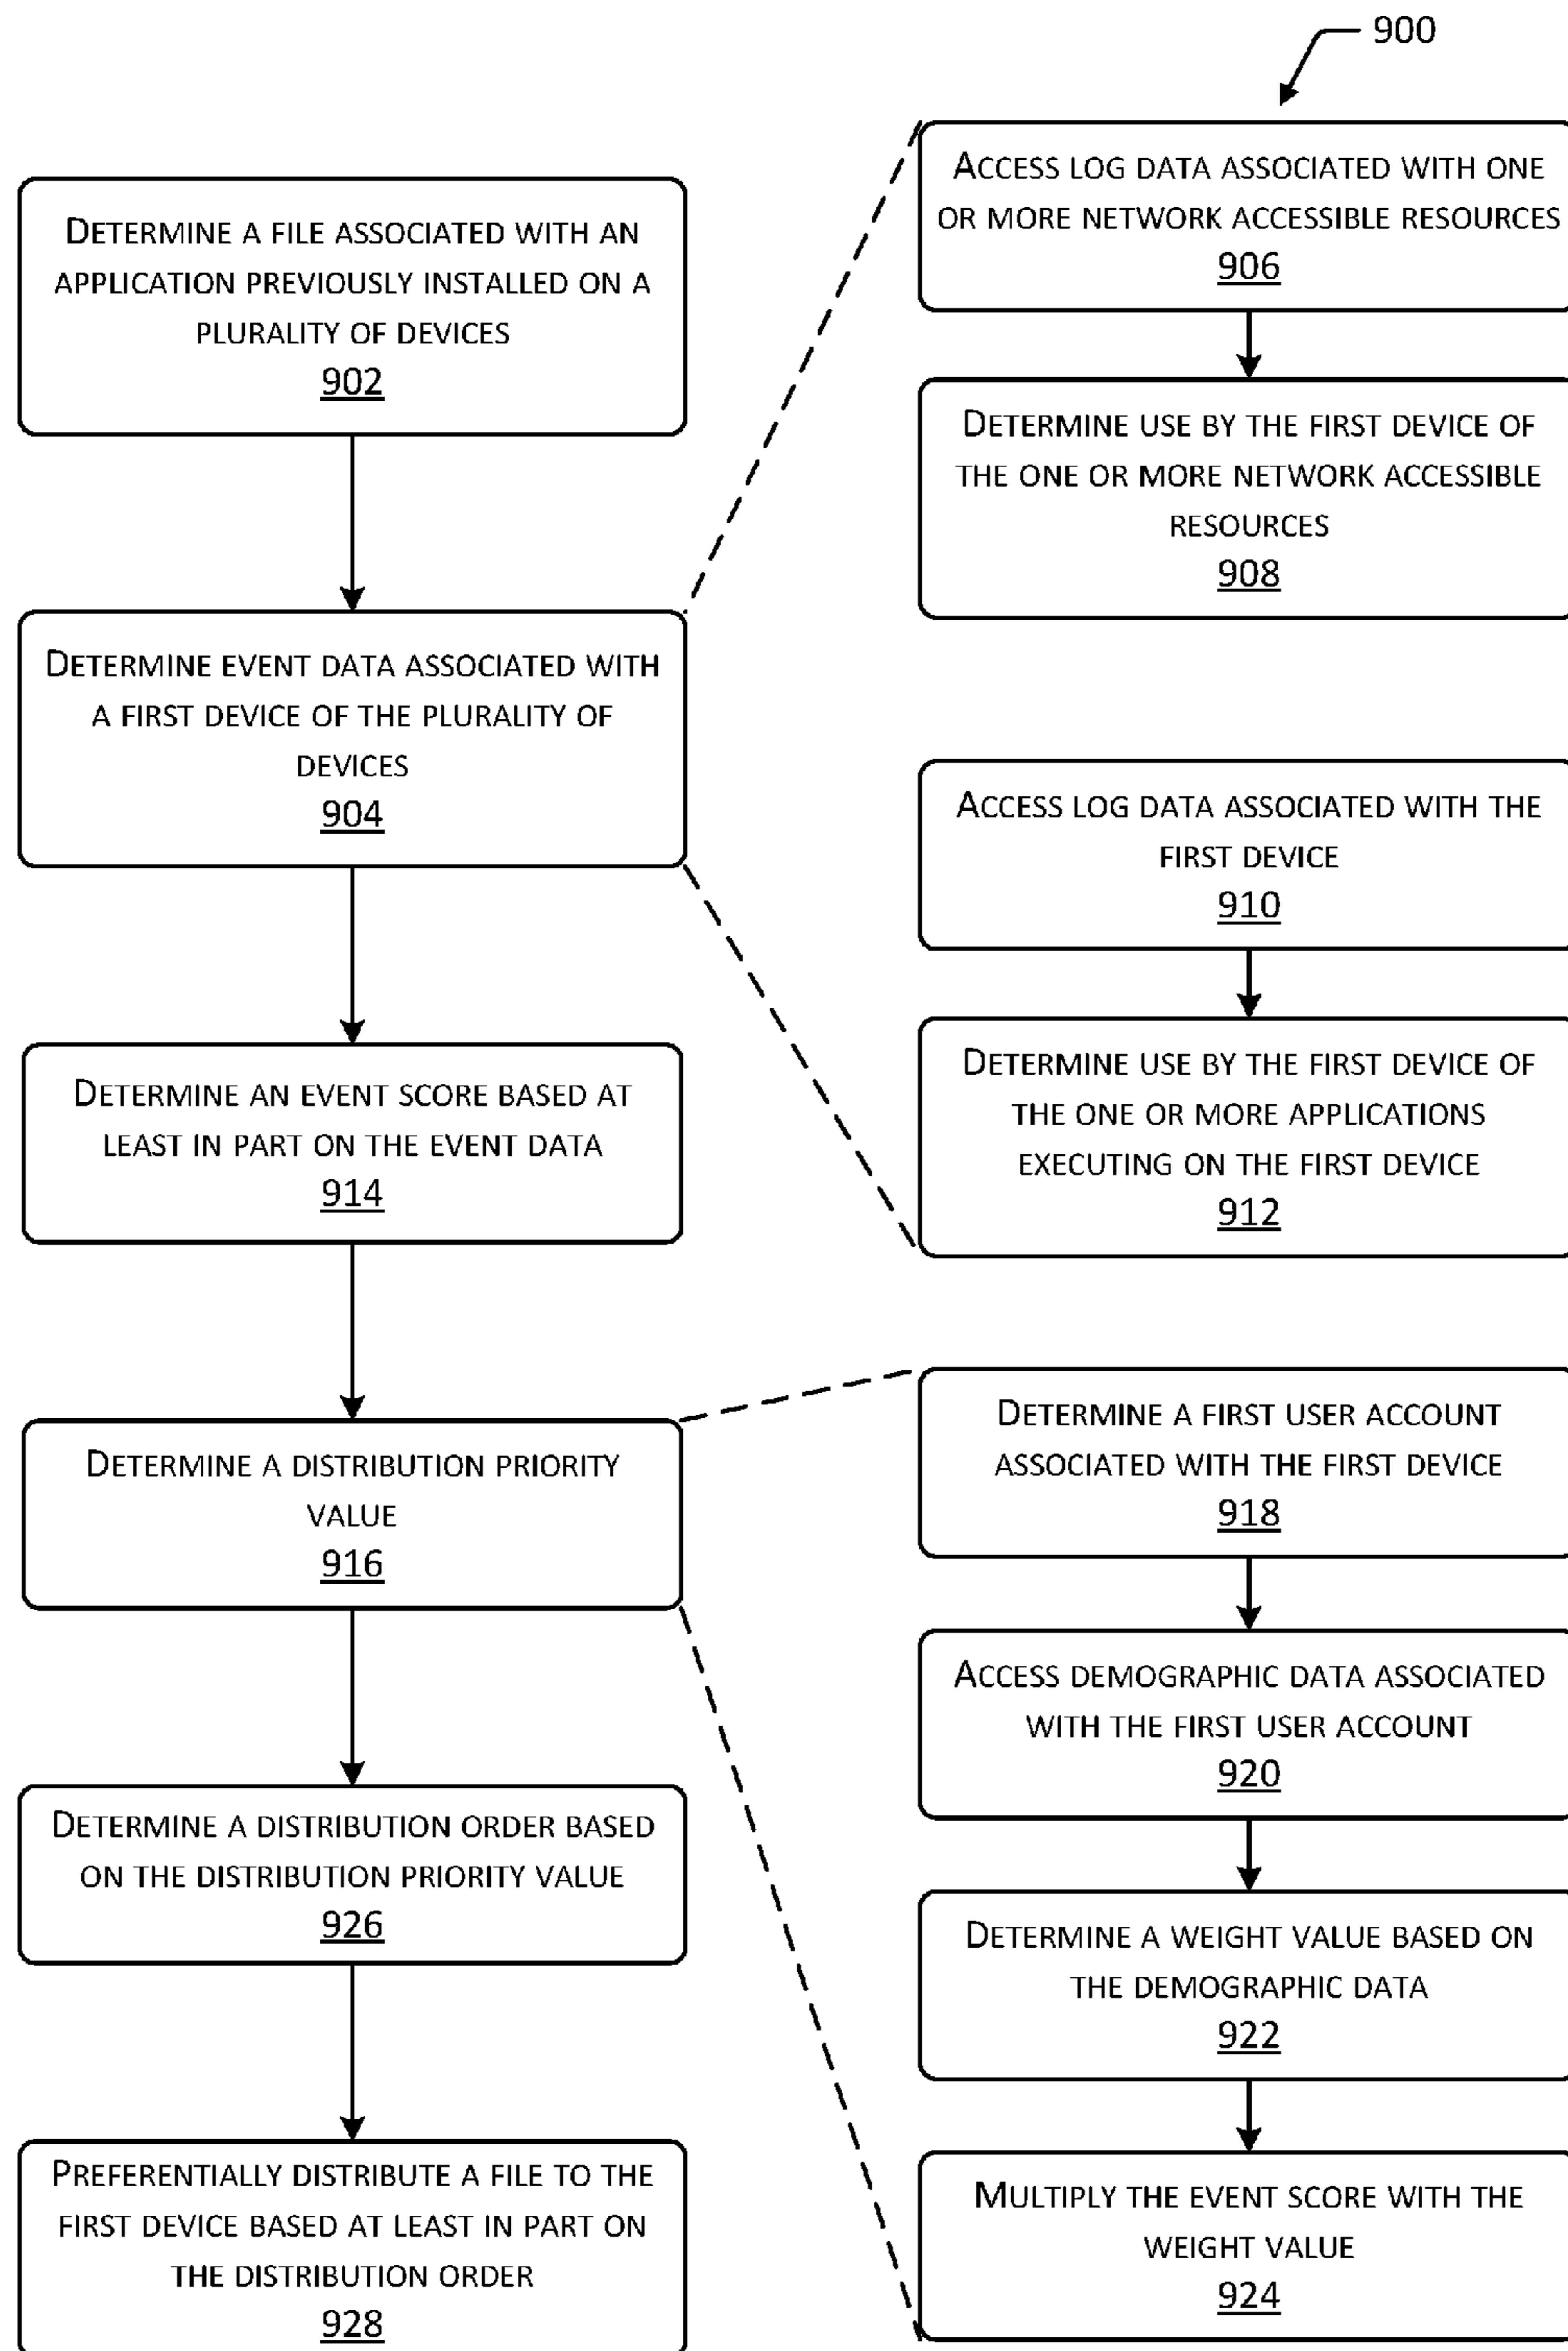 900
DETERMINE A FILE ASSOCIATED WITH AN
APPLICATION PREVIOUSLY INSTALLED ON A
PLURALITY OF DEVICES
902
DETERMINE EVENT DATA ASSOCIATED WITH
A FIRST DEVICE OF THE PLURALITY OF
DEVICES
904
ACCESS LOG DATA ASSOCIATED WITH ONE
OR MORE NETWORK ACCESSIBLE RESOURCES
906
DETERMINE USE BY THE FIRST DEVICE OF
THE ONE OR MORE NETWORK ACCESSIBLE
RESOURCES
908
ACCESS LOG DATA ASSOCIATED WITH THE
FIRST DEVICE
910
DETERMINE USE BY THE FIRST DEVICE OF
THE ONE OR MORE APPLICATIONS
EXECUTING ON THE FIRST DEVICE
912
DETERMINE AN EVENT SCORE BASED AT
LEAST IN PART ON THE EVENT DATA
914
DETERMINE A DISTRIBUTION PRIORITY
VALUE
916
DETERMINE A FIRST USER ACCOUNT
ASSOCIATED WITH THE FIRST DEVICE
918
ACCESS DEMOGRAPHIC DATA ASSOCIATED
WITH THE FIRST USER ACCOUNT
920
DETERMINE A WEIGHT VALUE BASED ON
THE DEMOGRAPHIC DATA
922
MULTIPLY THE EVENT SCORE WITH THE
WEIGHT VALUE
924
DETERMINE A DISTRIBUTION ORDER BASED
ON THE DISTRIBUTION PRIORITY VALUE
926
PREFERENTIALLY DISTRIBUTE A FILE TO THE
FIRST DEVICE BASED AT LEAST IN PART ON
THE DISTRIBUTION ORDER
928